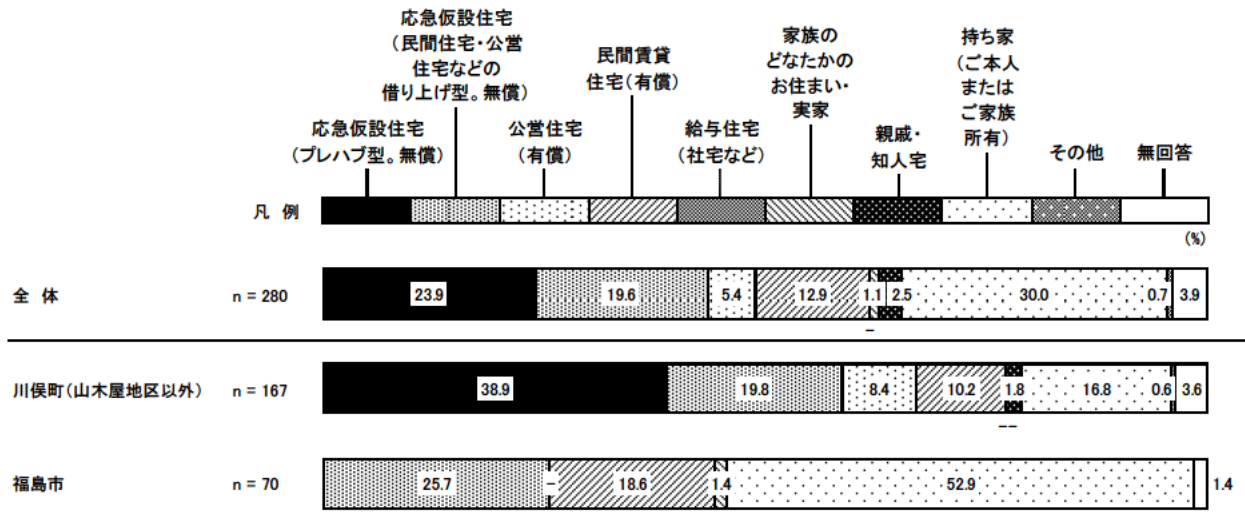 応急仮設住宅
(民間住宅・公営
住宅などの
借り上げ型。無償)
応急仮設住宅
(プレハブ型。無償)
公営住宅
(有償)
民間賃貸
住宅(有償)
給与住宅
(社宅など)
家族の
どなたかの
お住まい・
実家
親戚・
知人宅
持ち家
(ご本人
または
ご家族
所有)
その他
無回答
凡 例
(%)
全 体 n = 280 23.9 19.6 5.4 12.9 1.1 2.5 30.0 0.7 3.9
-
川俣町(山木屋地区以外) n = 167 38.9 19.8 8.4 10.2 1.8 16.8 0.6 3.6
--
福島市 n = 70 25.7 - 18.6 1.4 52.9 1.4